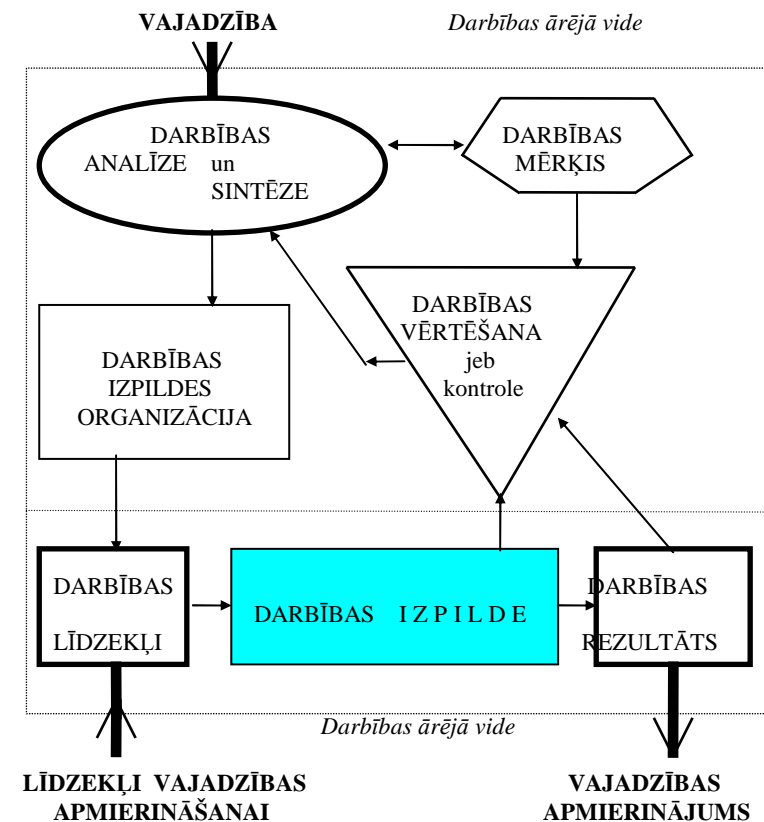 VAJADZĪBA
Darbības ārējā vide
DARBĪBAS
ANALĪZE un
SINTĒZE
DARBĪBAS
MĒRĶIS
DARBĪBAS
VĒRTĒŠANA
jeb
kontrole
DARBĪBAS
IZPILDES
ORGANIZĀCIJA
DARBĪBAS
LĪDZEKĻI
DARBĪBAS I Z P I L D E
DARBĪBAS
REZULTĀTS
Darbības ārējā vide
LĪDZEKĻI VAJADZĪBAS
APMIERINĀŠANAI
VAJADZĪBAS
APMIERINĀJUMS